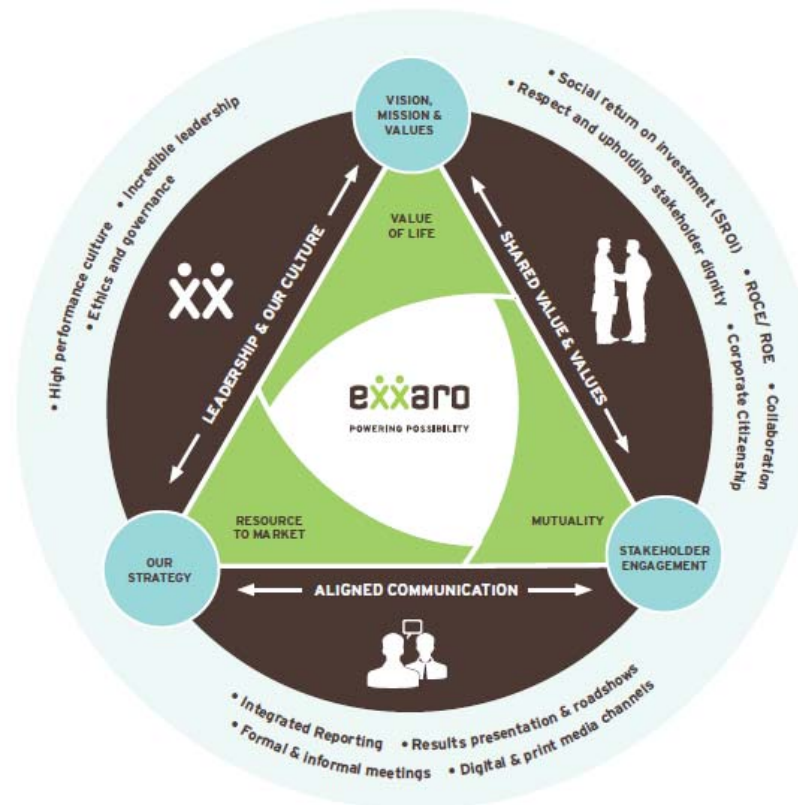 VISION,
MISSION &
VALUES
• High performance culture • Incredible leadership
• Ethics and governance
• Social return on investment (SROI) • ROCE/ ROE • Collaboration
• Respect and upholding stakeholder dignity • Corporate Citizenship
LEADERSHIP & OUR CULTURE
SHARED VALUE & VALUES
VALUE
OF LIFE
exxaro
POWERING POSSIBILITY
RESOURCE
TO MARKET
MUTUALITY
OUR
STRATEGY
STAKEHOLDER
ENGAGEMENT
ALIGNED COMMUNICATION
• Integrated Reporting • Results presentation & roadshows
• Formal & informal meetings • Digital & print media channels